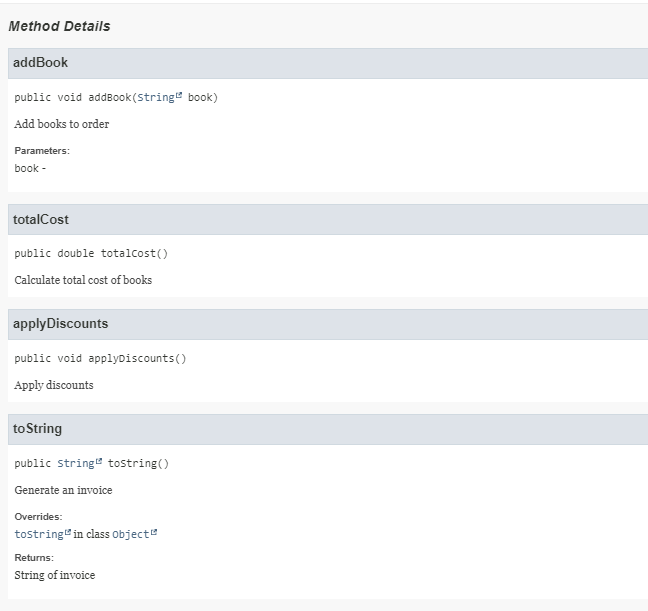 Method Details
addBook
public void addBook(String book)
Add books to order
Parameters:
book -
totalCost
public double totalCost()
Calculate total cost of books
applyDiscounts
public void applyDiscounts()
Apply discounts
toString
public String toString()
Generate an invoice
Overrides:
toString in class Object
Returns:
String of invoice